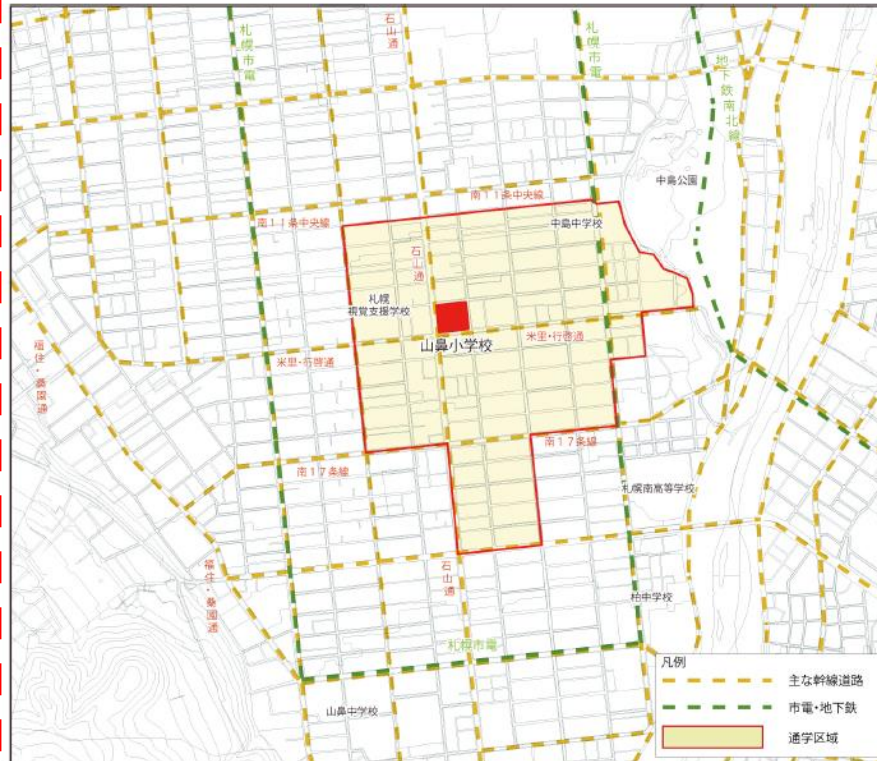 石山通
札幌市電
札幌市電
地下鉄南北線
中島公園
南11条中央線
南11条中央線
中島中学校
石山通
札幌
視覚支援学校
山鼻小学校
米里・行啓通
米里・行啓通
福住・桑園通
南17条線
南17条線
札幌南高等学校
福住・桑園通
石山通
柏中学校
札幌市電
山鼻中学校
凡例
主な幹線道路
市電・地下鉄
通学区域